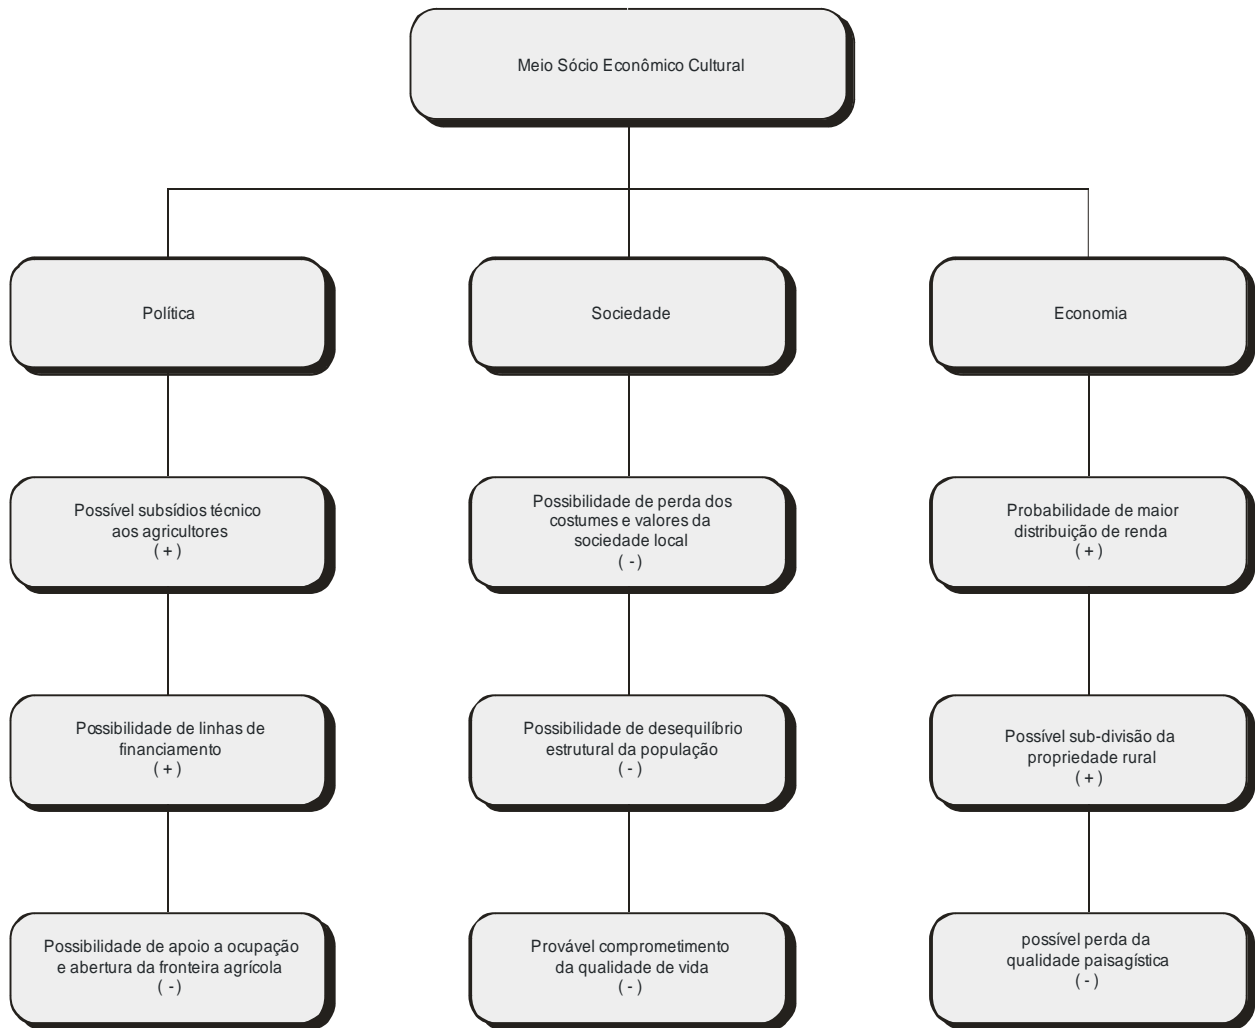 Meio Sócio Econômico Cultural
Política
Sociedade
Economia
Possível subsídios técnico
aos agricultores
( + )
Possibilidade de perda dos
costumes e valores da
sociedade local
( - )
Probabilidade de maior
distribuição de renda
( + )
Possibilidade de linhas de
financiamento
( + )
Possibilidade de desequilíbrio
estrutural da população
( - )
Possível sub-divisão da
propriedade rural
( + )
Possibilidade de apoio a ocupação
e abertura da fronteira agrícola
( - )
Provável comprometimento
da qualidade de vida
( - )
possível perda da
qualidade paisagística
( - )